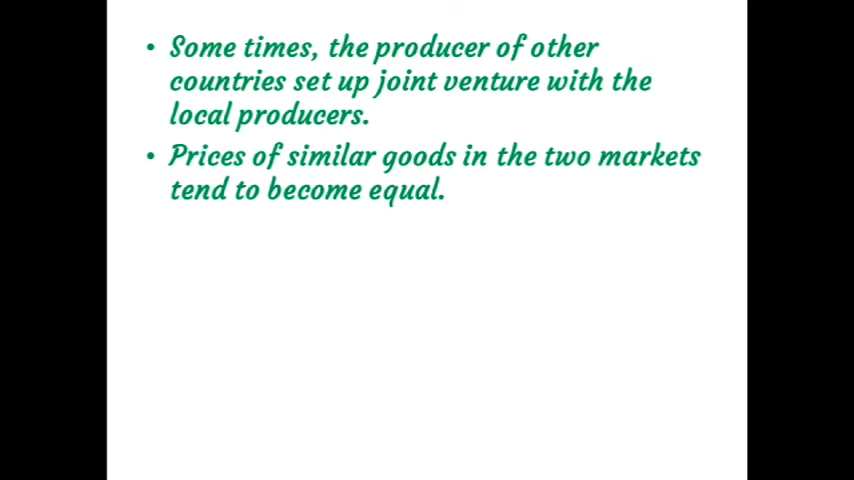 • Some times, the producer of other
countries set up joint venture with the
local producers.
• Prices of similar goods in the two markets
tend to become equal.